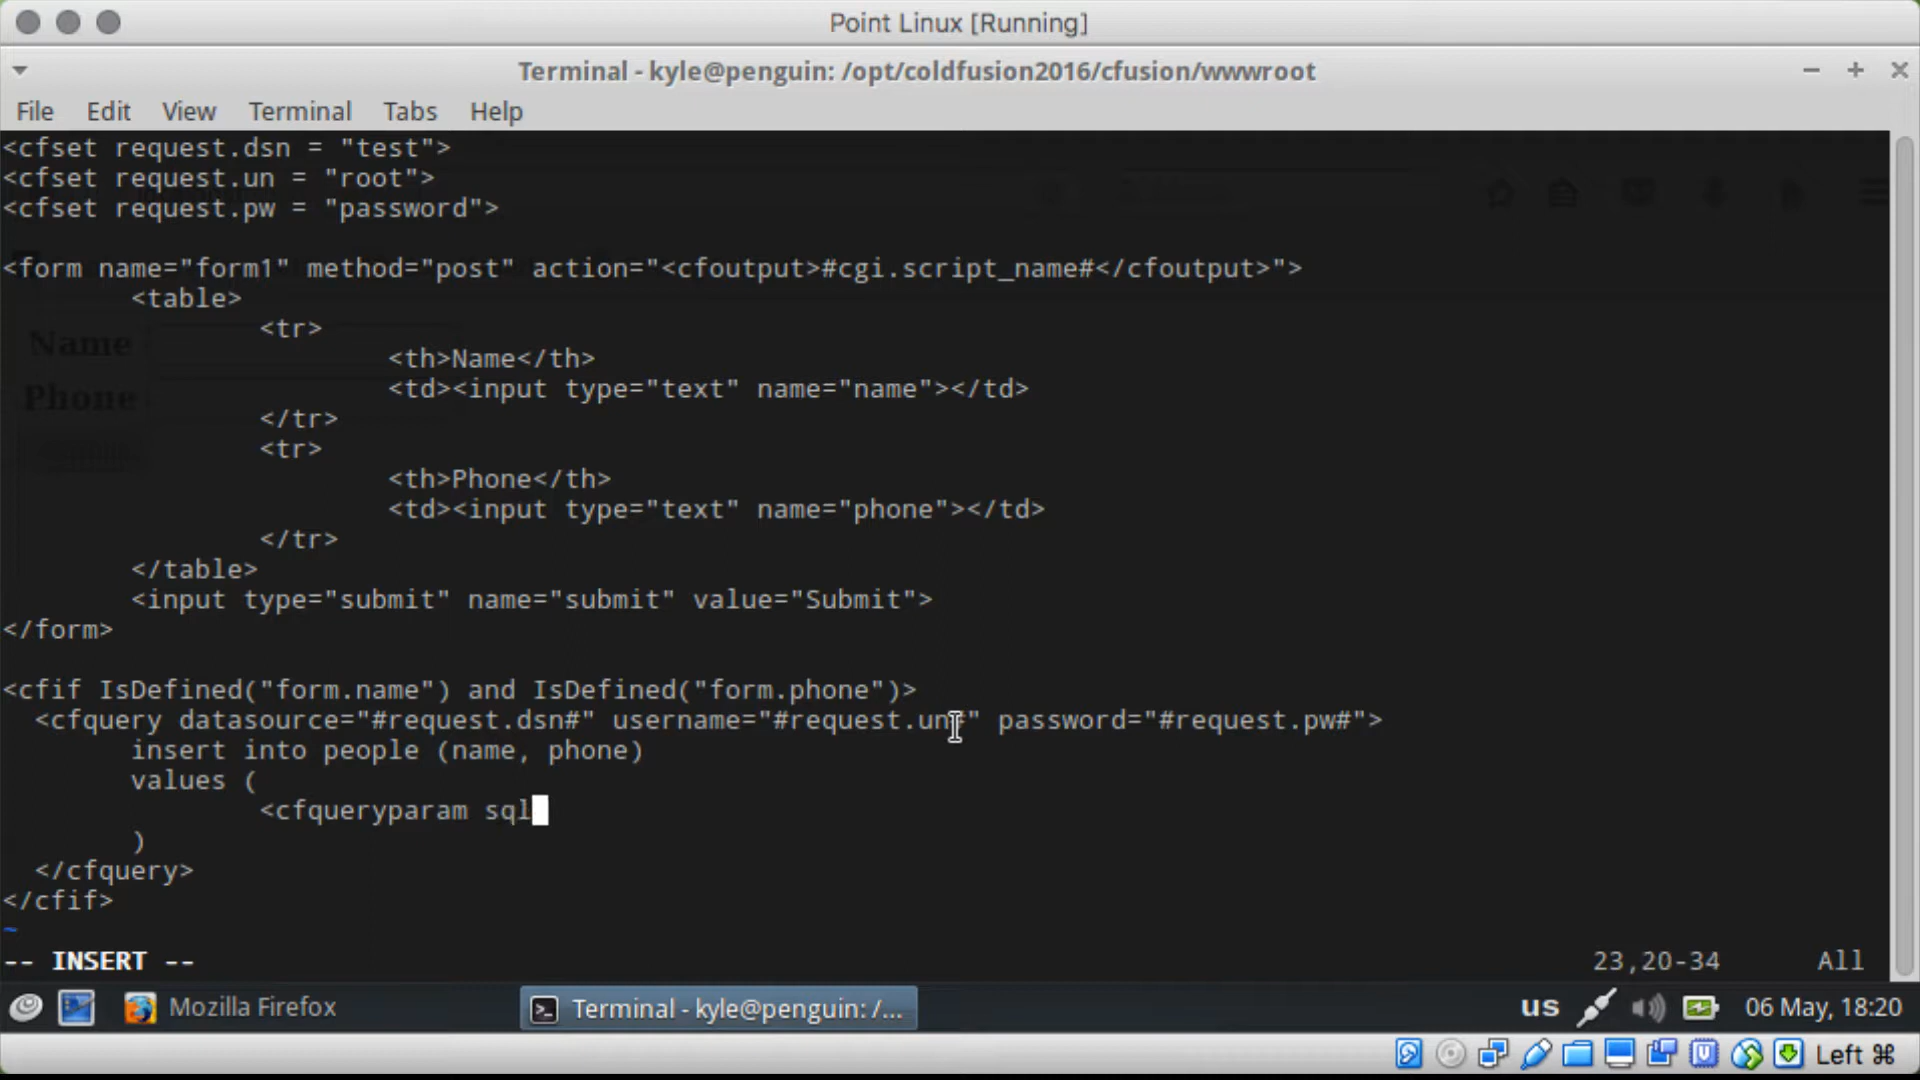 Point Linux [Running]
Terminal - kyle@penguin: /opt/coldfusion2016/cfusion/wwwroot
File Edit View Terminal Tabs Help
<cfset request.dsn = "test">
<cfset request.un = "root">
<cfset request.pw = "password">
<form name="form1" method="post" action="<cfoutput>#cgi.script_name#</cfoutput>">
<table>
<tr>
<th>Name</th>
<td><input type="text" name="name"></td>
</tr>
<tr>
<th>Phone</th>
<td><input type="text" name="phone"></td>
</tr>
</table>
<input type="submit" name="submit" value="Submit">
</form>
<cfif IsDefined("form.name") and IsDefined("form.phone")>
<cfquery datasource="#request.dsn#" username="#request.un#" password="#request.pw#">
insert into people (name, phone)
values (
<cfqueryparam sql
)
</cfquery>
</cfif>
~
-- INSERT --
23,20-34
All
Name
Phone
Mozilla Firefox
Terminal - kyle@penguin: /...
us
06 May, 18:20
Left ⌘